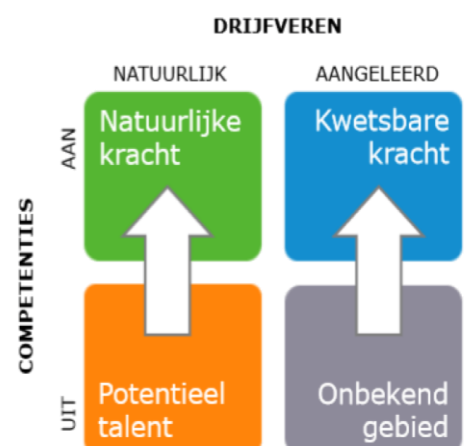 DRIJFVEREN
NATUURLIJK
AANGELEERD
COMPETENTIES
AAN
Natuurlijke
kracht
Kwetsbare
kracht
UIT
Potentieel
talent
Onbekend
gebied